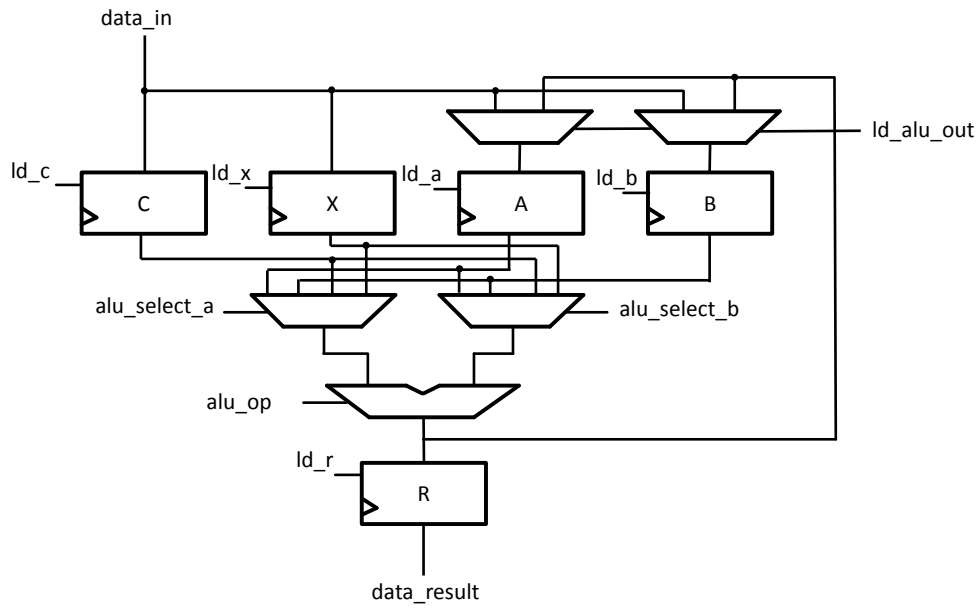 data_in
ld_alu_out
ld_c
ld_x
ld_a
ld_b
C
X
A
B
alu_select_a
alu_select_b
alu_op
ld_r
R
data_result